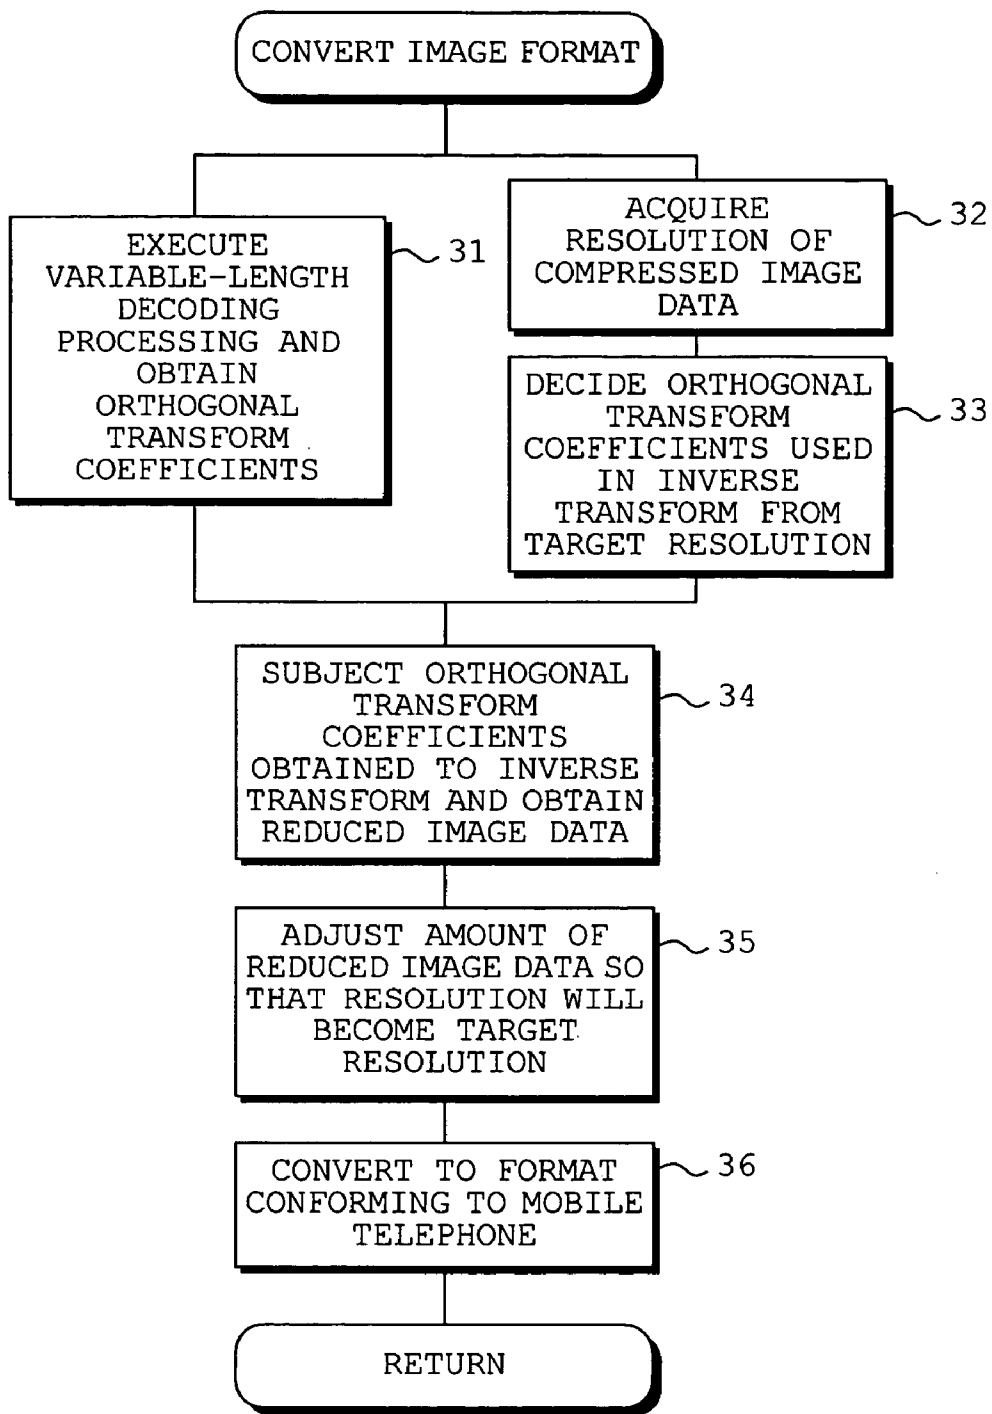 CONVERT IMAGE FORMAT
EXECUTE
VARIABLE-LENGTH
DECODING
PROCESSING AND
OBTAIN
ORTHOGONAL
TRANSFORM
COEFFICIENTS
31
ACQUIRE
RESOLUTION OF
COMPRESSED IMAGE
DATA
32
DECIDE ORTHOGONAL
TRANSFORM
COEFFICIENTS USED
IN INVERSE
TRANSFORM FROM
TARGET RESOLUTION
33
SUBJECT ORTHOGONAL
TRANSFORM
COEFFICIENTS
OBTAINED TO INVERSE
TRANSFORM AND OBTAIN
REDUCED IMAGE DATA
34
ADJUST AMOUNT OF
REDUCED IMAGE DATA SO
THAT RESOLUTION WILL
BECOME TARGET
RESOLUTION
35
CONVERT TO FORMAT
CONFORMING TO MOBILE
TELEPHONE
36
RETURN